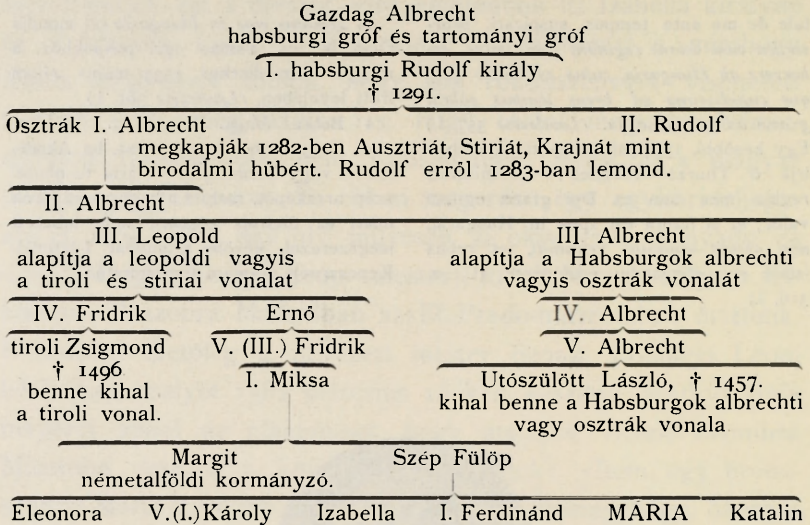 Gazdag Albrecht
habsburgi gróf és tartományi gróf
I. habsburgi Rudolf király
† 1291.
Osztrák I. Albrecht
II. Rudolf
megkapják 1282-ben Ausztriát, Stiriát, Krajnát mint
birodalmi hűbért. Rudolf erről 1283-ban lemond.
II. Albrecht
III. Leopold
alapítja a leopoldi vagyis
a tiroli és stiriai vonalat
III Albrecht
alapítja a Habsburgok albrechti
vagyis osztrák vonalát
IV. Fridrik
Ernő
IV. Albrecht
tiroli Zsigmond
† 1496
benne kihal
a tiroli vonal.
V. (III.) Fridrik
I. Miksa
V. Albrecht
Utószülött László, † 1457.
kihal benne a Habsburgok albrechti
vagy osztrák vonala
Margit
németalföldi kormányzó.
Szép Fülöp
Eleonora V.(I.) Károly Izabella I. Ferdinánd MÁRIA Katalin